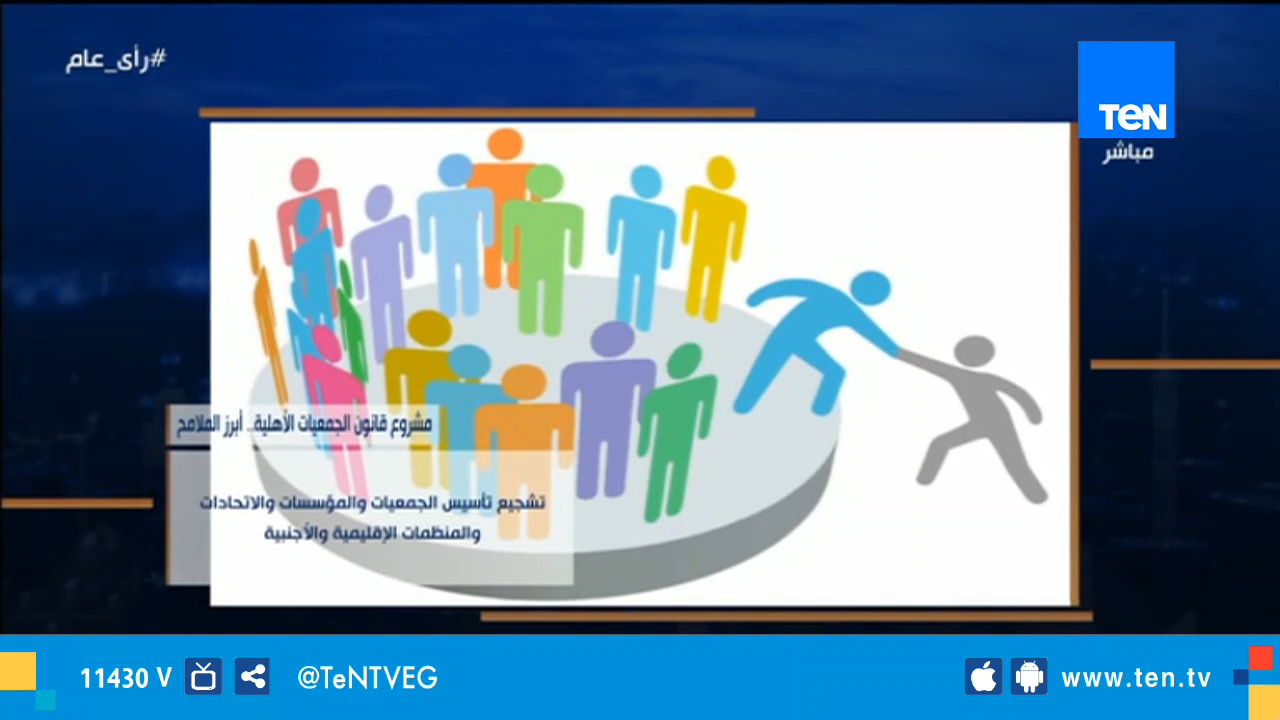 #رأى_عام
TeN
مباشر
مشروع قانون الجمعيات الأهلية.. أبرز الملامح
تشجيع تأسيس الجمعيات والمؤسسات والاتحادات
والمنظمات الإقليمية والأجنبية
11430 V
@TeNTVEG
www.ten.tv